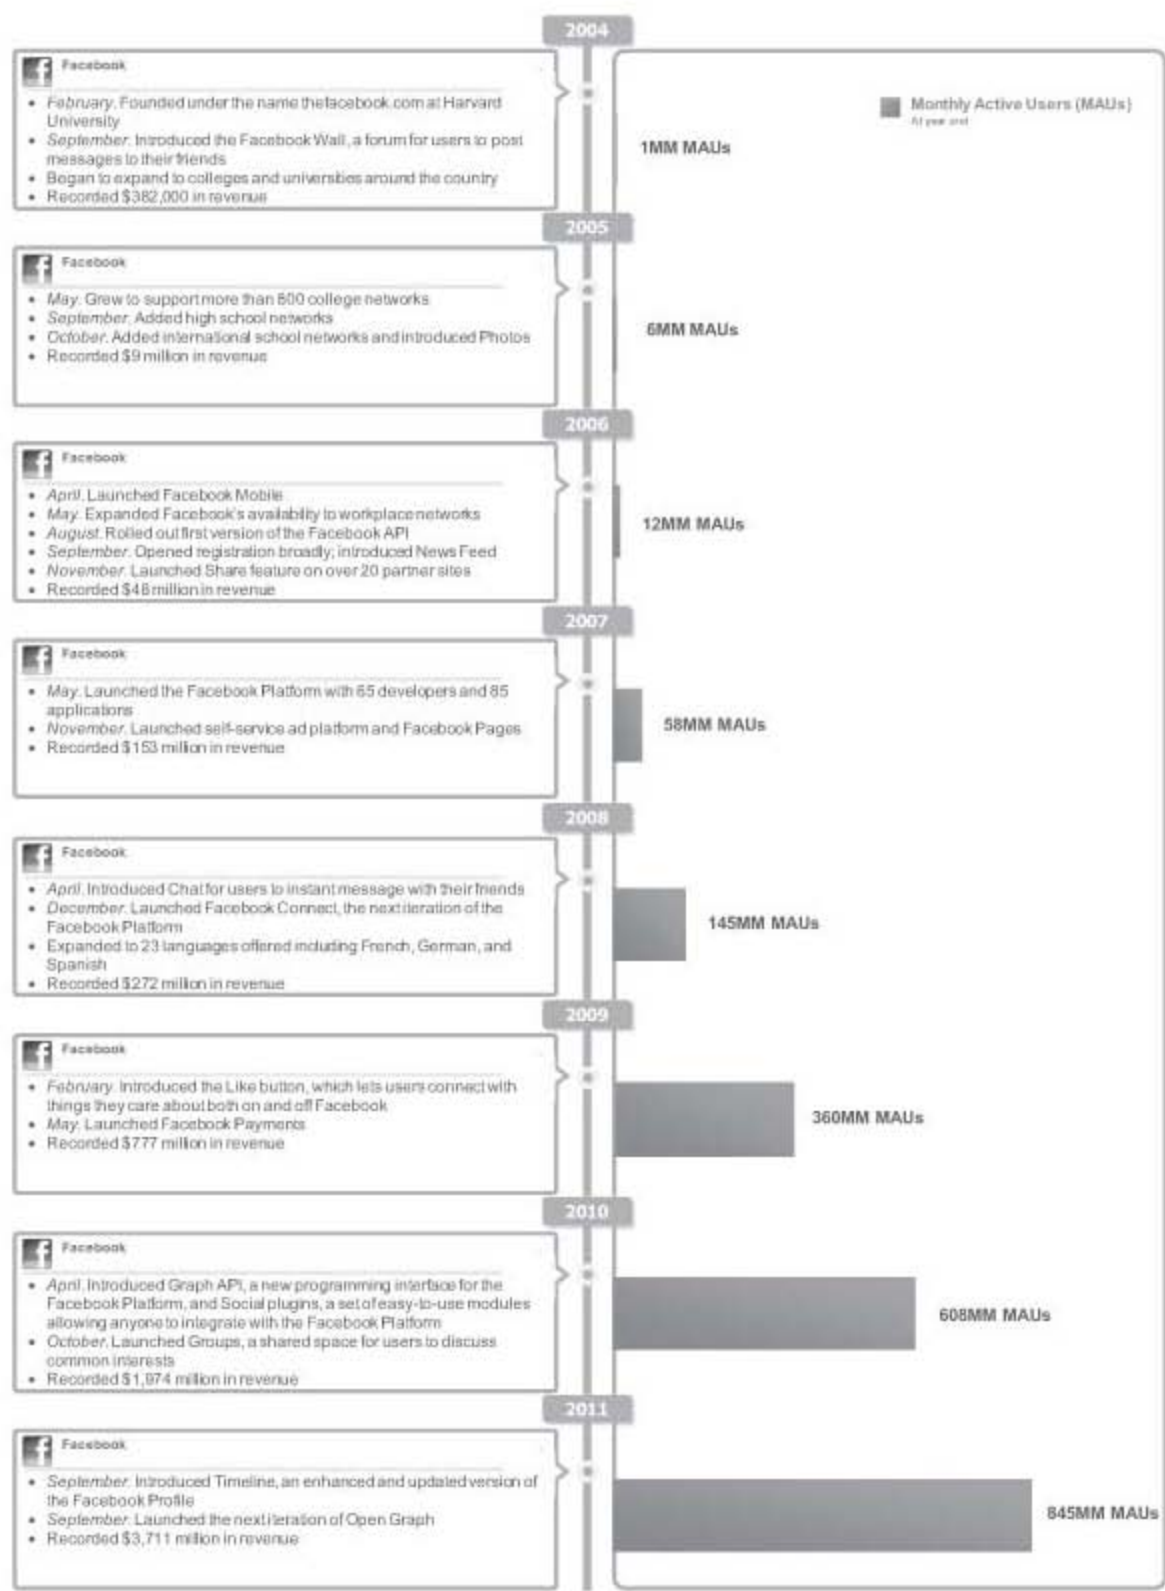 2004
Facebook
• February. Founded under the name thefacebook.com at Harvard
University
• September. Introduced the Facebook Wall, a forum for users to post
messages to their friends
• Began to expand to colleges and universities around the country
• Recorded $382,000 in revenue
Monthly Active Users (MAUs)
At year end
1MM MAUs
2005
Facebook
• May. Grew to support more than 800 college networks
• September. Added high school networks
• October. Added international school networks and introduced Photos
• Recorded $9 million in revenue
6MM MAUs
2006
Facebook
• April. Launched Facebook Mobile
• May. Expanded Facebook's availability to workplace networks
• August. Rolled out first version of the Facebook API
• September. Opened registration broadly; introduced News Feed
• November. Launched Share feature on over 20 partner sites
• Recorded $48 million in revenue
12MM MAUs
2007
Facebook
• May. Launched the Facebook Platform with 65 developers and 85
applications
• November. Launched self-service ad platform and Facebook Pages
• Recorded $153 million in revenue
58MM MAUs
2008
Facebook
• April. Introduced Chat for users to instant message with their friends
• December. Launched Facebook Connect, the next iteration of the
Facebook Platform
• Expanded to 23 languages offered including French, German, and
Spanish
• Recorded $272 million in revenue
145MM MAUs
2009
Facebook
• February. Introduced the Like button, which lets users connect with
things they care about both on and off Facebook
• May. Launched Facebook Payments
• Recorded $777 million in revenue
360MM MAUs
2010
Facebook
• April. Introduced Graph API, a new programming interface for the
Facebook Platform, and Social plugins, a set of easy-to-use modules
allowing anyone to integrate with the Facebook Platform
• October. Launched Groups, a shared space for users to discuss
common interests
• Recorded $1,974 million in revenue
608MM MAUs
2011
Facebook
• September. Introduced Timeline, an enhanced and updated version of
the Facebook Profile
• September. Launched the next iteration of Open Graph
• Recorded $3,711 million in revenue
845MM MAUs